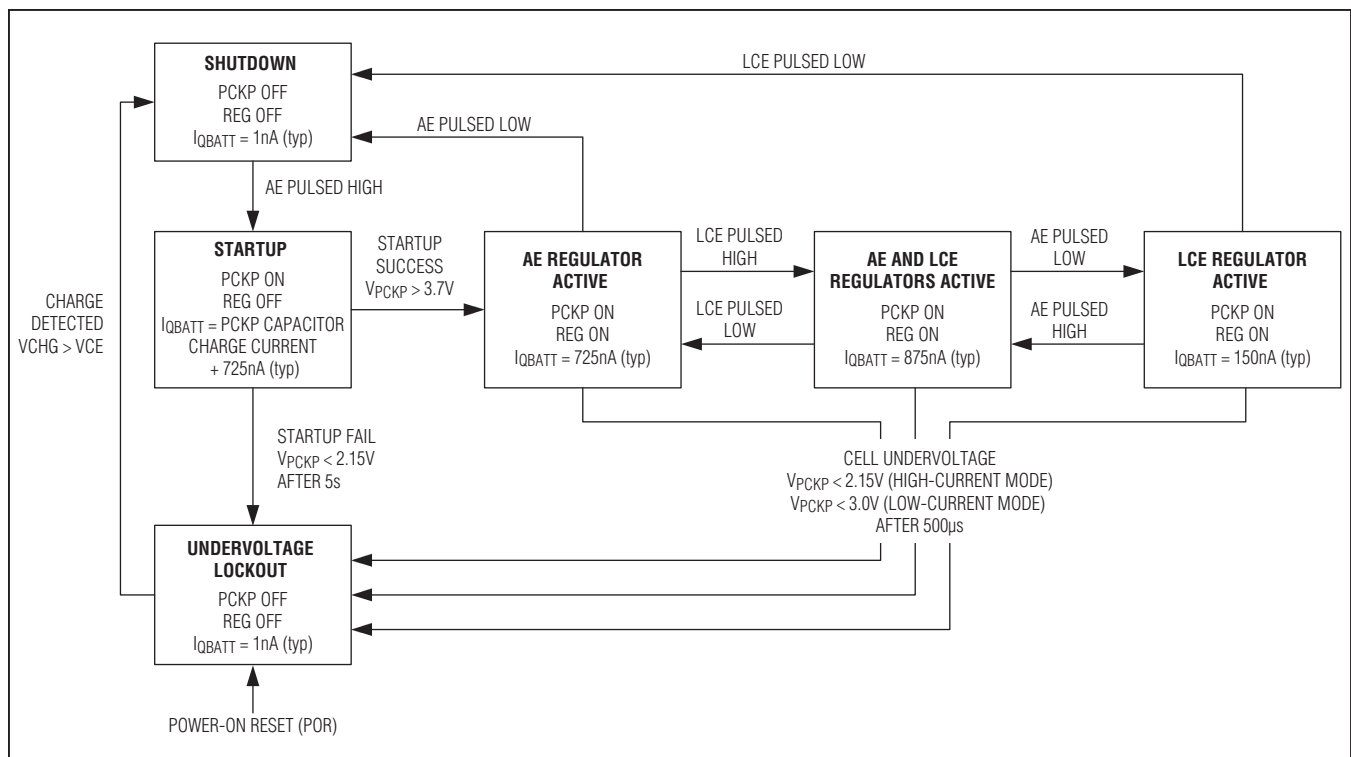 SHUTDOWN
PCKP OFF
REG OFF
IQBATT = 1nA (typ)
LCE PULSED LOW
AE PULSED LOW
AE PULSED HIGH
STARTUP
PCKP ON
REG OFF
IQBATT = PCKP CAPACITOR
CHARGE CURRENT
+ 725nA (typ)
STARTUP
SUCCESS
VPCKP > 3.7V
AE REGULATOR
ACTIVE
PCKP ON
REG ON
IQBATT = 725nA (typ)
LCE PULSED
HIGH
LCE PULSED
LOW
AE AND LCE
REGULATORS ACTIVE
PCKP ON
REG ON
IQBATT = 875nA (typ)
AE PULSED
LOW
AE PULSED
HIGH
LCE REGULATOR
ACTIVE
PCKP ON
REG ON
IQBATT = 150nA (typ)
CHARGE
DETECTED
VCHG > VCE
STARTUP FAIL
VPCKP < 2.15V
AFTER 5s
CELL UNDERVOLTAGE
VPCKP < 2.15V (HIGH-CURRENT MODE)
VPCKP < 3.0V (LOW-CURRENT MODE)
AFTER 500µs
UNDERVOLTAGE
LOCKOUT
PCKP OFF
REG OFF
IQBATT = 1nA (typ)
POWER-ON RESET (POR)